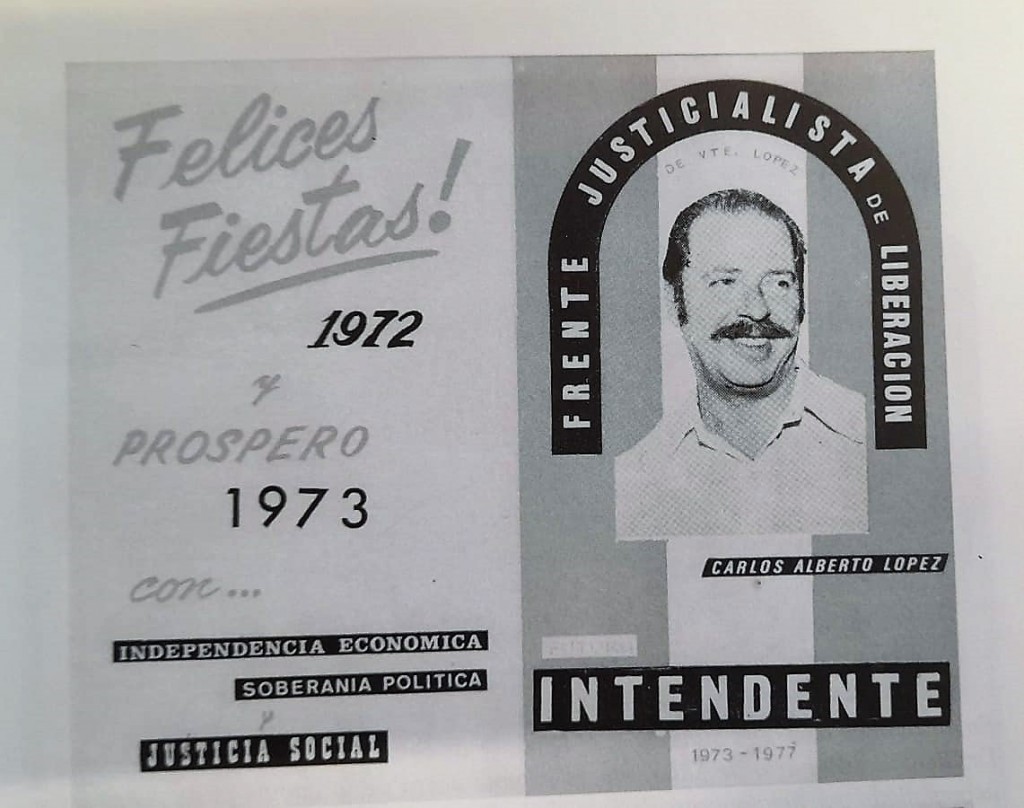 Felices
Fiestas!
1972
y
PROSPERO
1973
con...
INDEPENDENCIA ECONOMICA
SOBERANIA POLITICA
y
JUSTICIA SOCIAL
FRENTE JUSTICIALISTA DE LIBERACION
DE VTE. LOPEZ
CARLOS ALBERTO LOPEZ
FUTURO
INTENDENTE
1973-1977